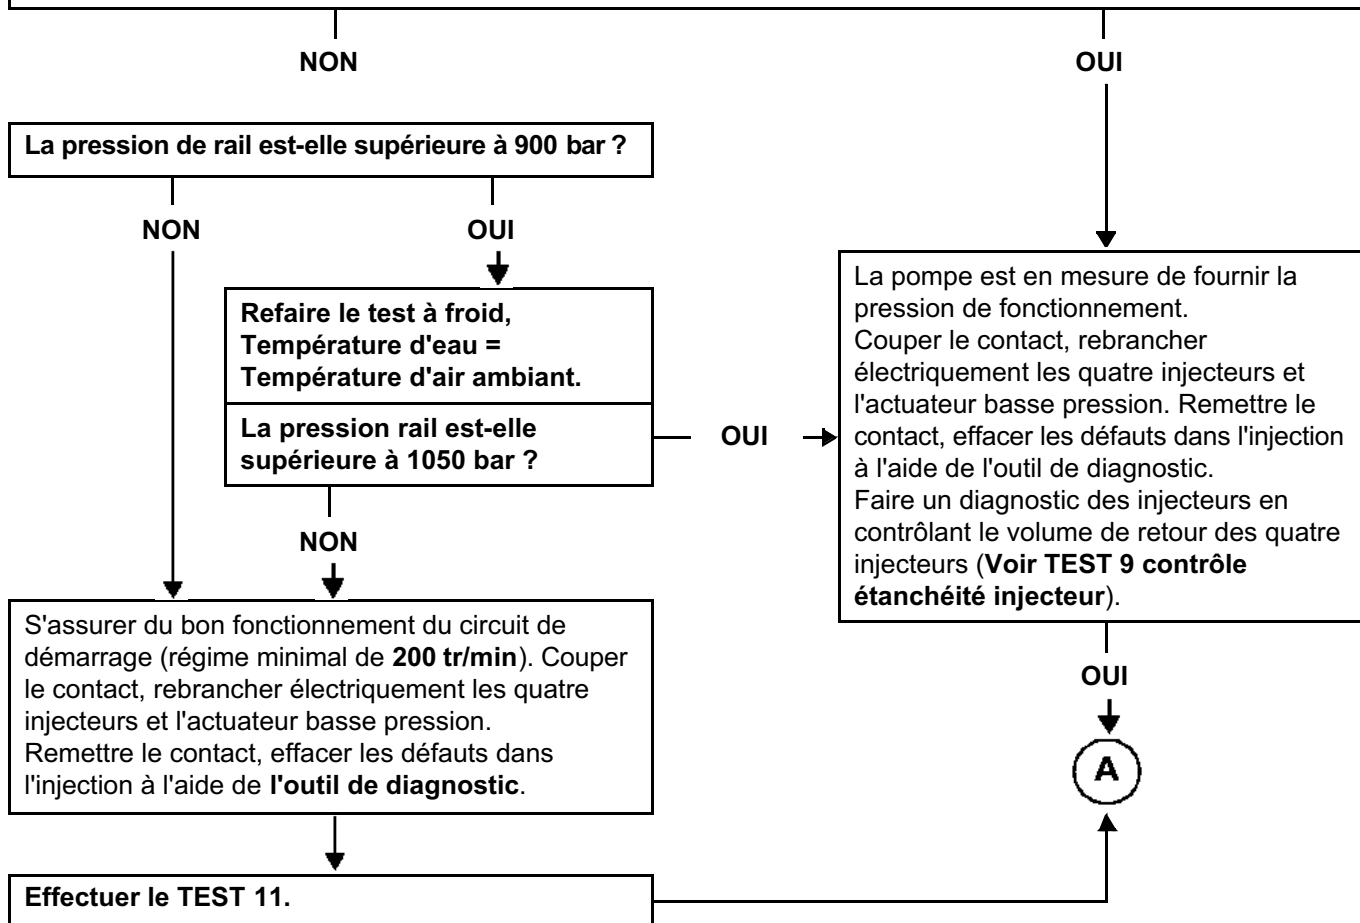 NON
OUI
La pression de rail est-elle supérieure à 900 bar ?
NON
OUI
Refaire le test à froid,
Température d'eau =
Température d'air ambiant.
La pression rail est-elle
supérieure à 1050 bar ?
OUI
NON
La pompe est en mesure de fournir la
pression de fonctionnement.
Couper le contact, rebrancher
électriquement les quatre injecteurs et
l'actuateur basse pression. Remettre le
contact, effacer les défauts dans l'injection
à l'aide de l'outil de diagnostic.
Faire un diagnostic des injecteurs en
contrôlant le volume de retour des quatre
injecteurs (Voir TEST 9 contrôle
étanchéité injecteur).
S'assurer du bon fonctionnement du circuit de
démarrage (régime minimal de 200 tr/min). Couper
le contact, rebrancher électriquement les quatre
injecteurs et l'actuateur basse pression.
Remettre le contact, effacer les défauts dans
l'injection à l'aide de l'outil de diagnostic.
OUI
A
Effectuer le TEST 11.